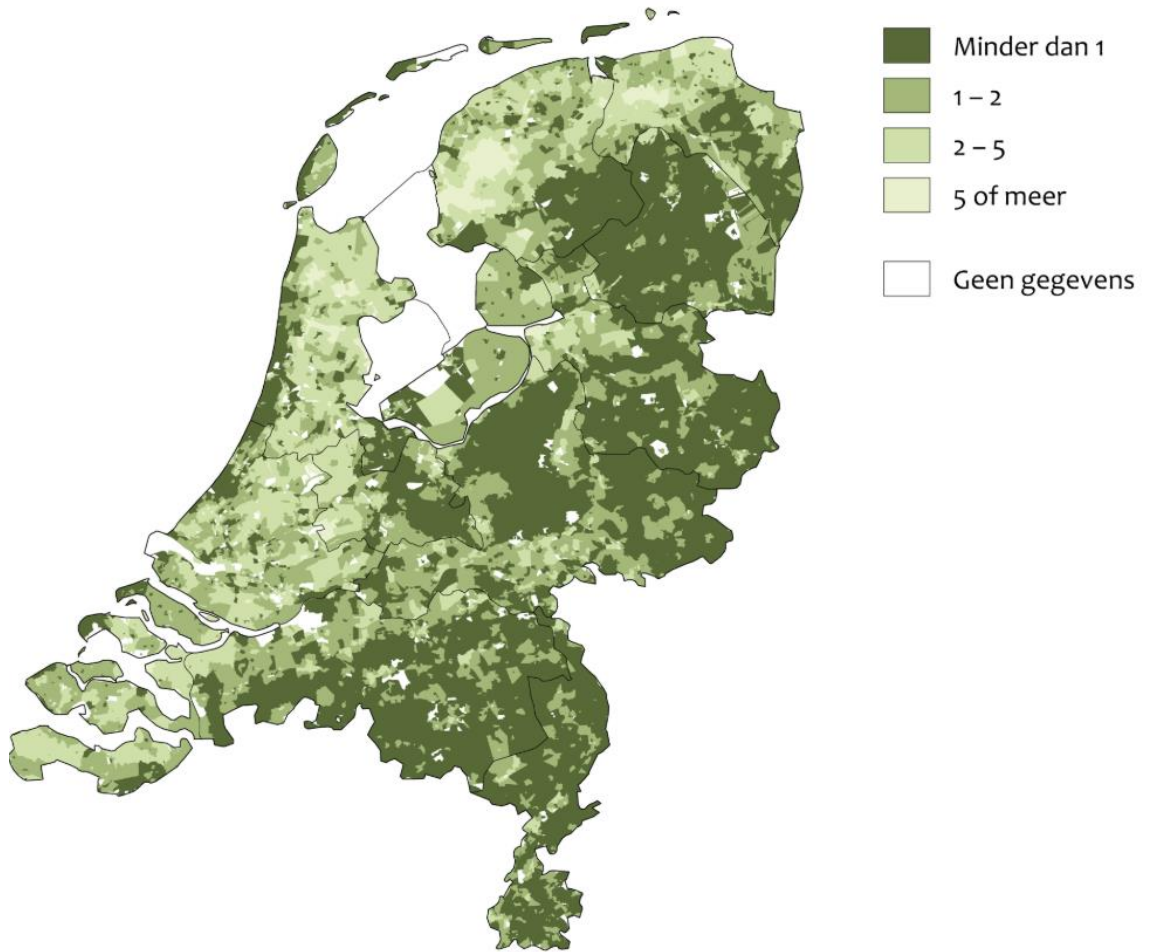 Minder dan 1
1 – 2
2 – 5
5 of meer
Geen gegevens